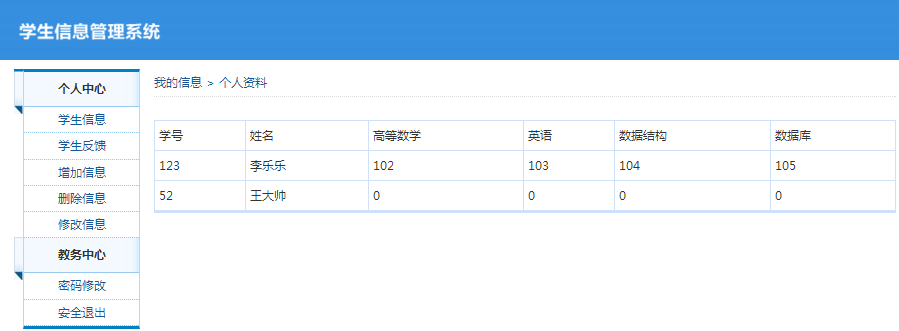 学生信息管理系统
个人中心
学生信息
学生反馈
增加信息
删除信息
修改信息
教务中心
密码修改
安全退出
我的信息 > 个人资料
学号 姓名 高等数学 英语 数据结构 数据库
123 李乐乐 102 103 104 105
52 王大帅 0 0 0 0